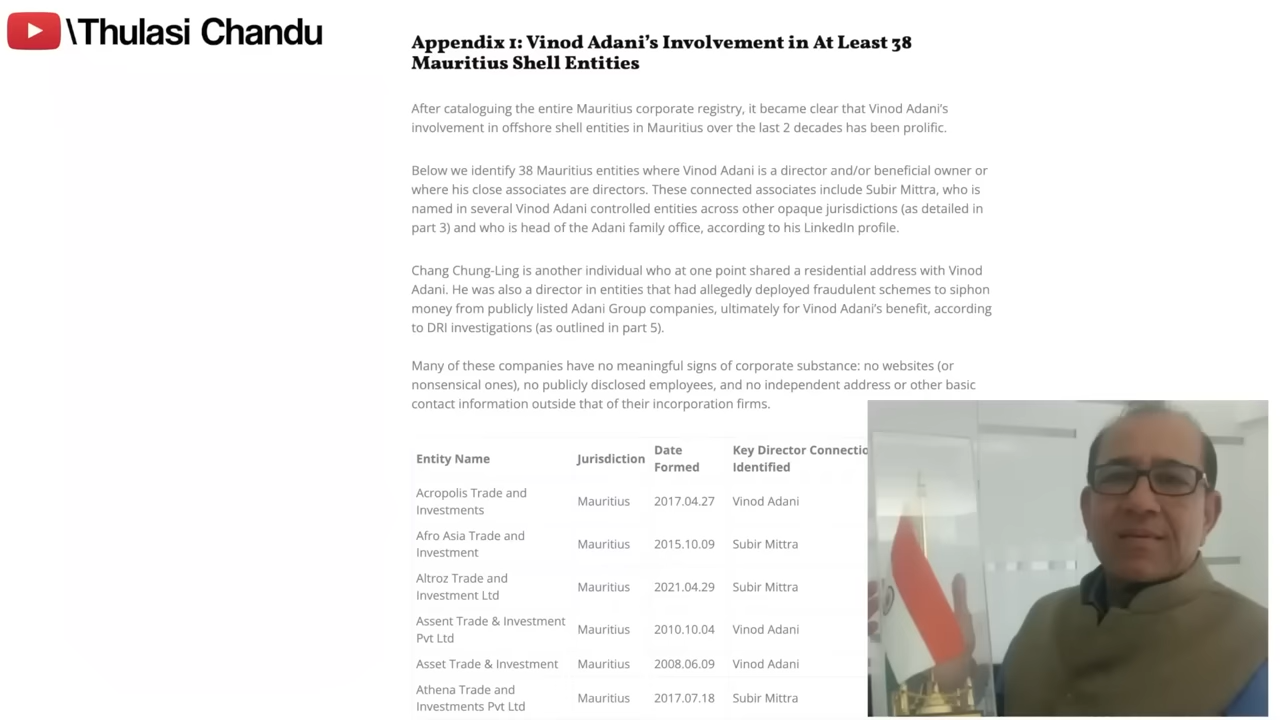 \Thulasi Chandu
Appendix 1: Vinod Adani's Involvement in At Least 38
Mauritius Shell Entities
After cataloguing the entire Mauritius corporate registry, it became clear that Vinod Adani's
involvement in offshore shell entities in Mauritius over the last 2 decades has been prolific.
Below we identify 38 Mauritius entities where Vinod Adani is a director and/or beneficial owner or
where his close associates are directors. These connected associates include Subir Mittra, who is
named in several Vinod Adani controlled entities across other opaque jurisdictions (as detailed in
part 3) and who is head of the Adani family office, according to his LinkedIn profile.
Chang Chung-Ling is another individual who at one point shared a residential address with Vinod
Adani. He was also a director in entities that had allegedly deployed fraudulent schemes to siphon
money from publicly listed Adani Group companies, ultimately for Vinod Adani's benefit, according
to DRI investigations (as outlined in part 5).
Many of these companies have no meaningful signs of corporate substance: no websites (or
nonsensical ones), no publicly disclosed employees, and no independent address or other basic
contact information outside that of their incorporation firms.
Entity Name Jurisdiction Date Formed Key Director Connectio Identified
Acropolis Trade and Investments Mauritius 2017.04.27 Vinod Adani
Afro Asia Trade and Investment Mauritius 2015.10.09 Subir Mittra
Altroz Trade and Investment Ltd Mauritius 2021.04.29 Subir Mittra
Assent Trade & Investment Pvt Ltd Mauritius 2010.10.04 Vinod Adani
Asset Trade & Investment Mauritius 2008.06.09 Vinod Adani
Athena Trade and Investments Pvt Ltd Mauritius 2017.07.18 Subir Mittra